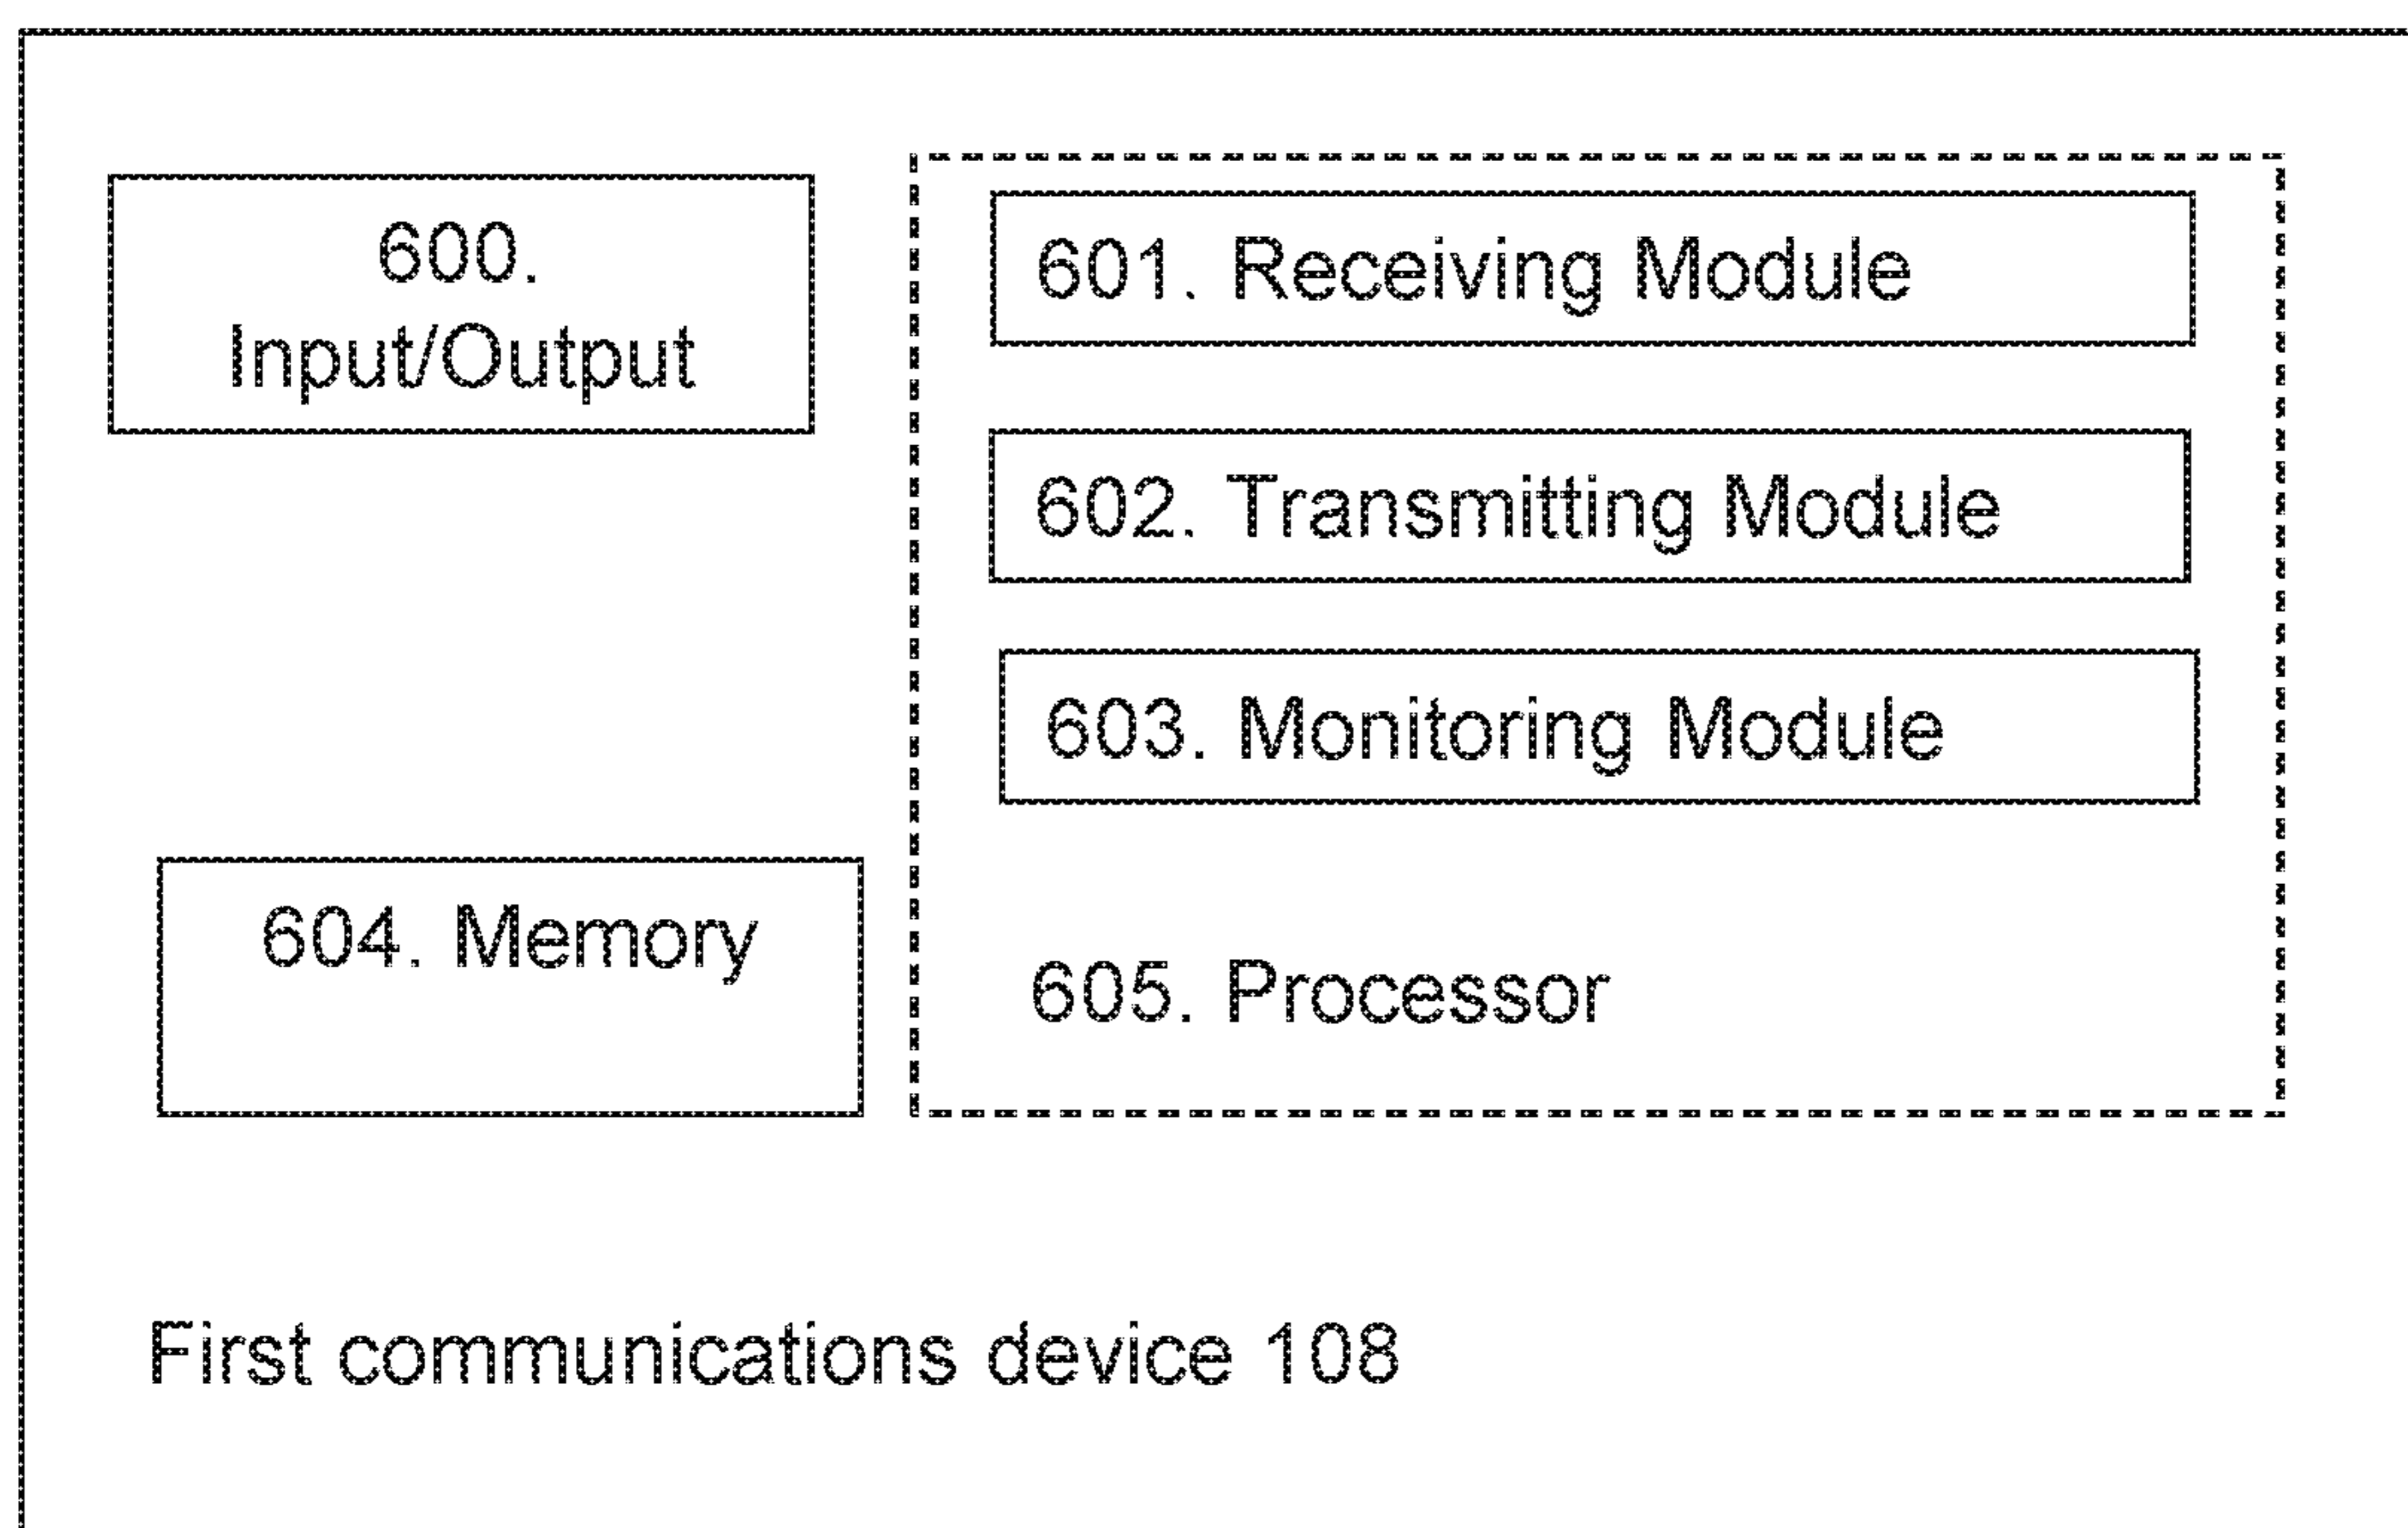 600.
Input/Output
601. Receiving Module
602. Transmitting Module
603. Monitoring Module
604. Memory
605. Processor
First communications device 108